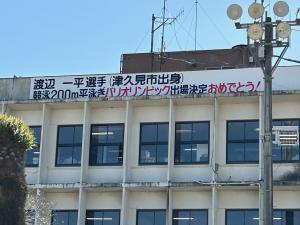 渡辺 一平選手(津久見市出身)
競泳200m平泳ぎパリオリンピック出場決定おめでとう!